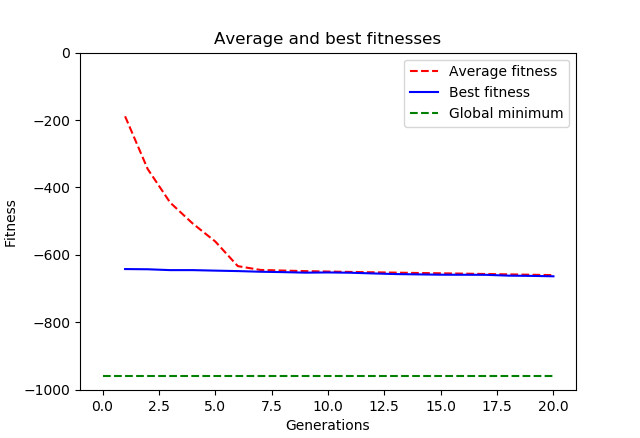 Average and best fitnesses
0
−200
−400
−600
−800
−1000
Fitness
Average fitness
Best fitness
Global minimum
0.0 2.5 5.0 7.5 10.0 12.5 15.0 17.5 20.0
Generations